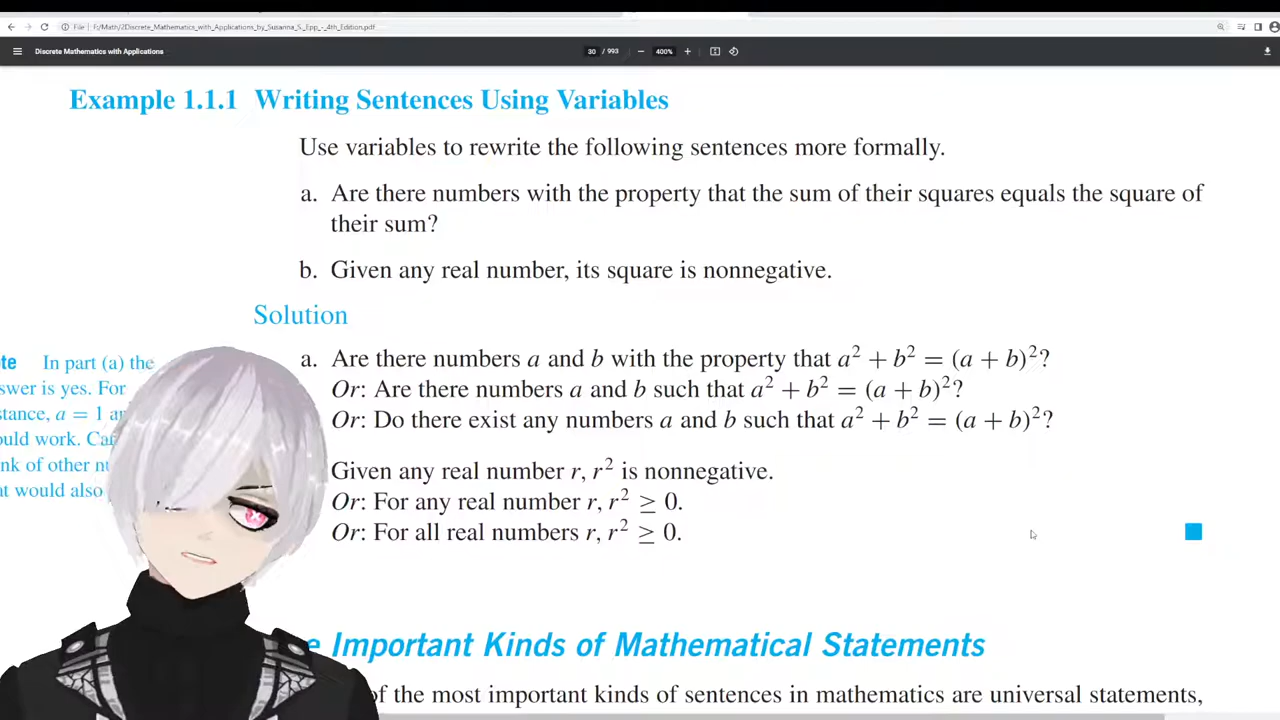 File | F:/Math/2Discrete_Mathematics_with_Applications_by_Susanna_S._Epp_-_4th_Edition.pdf
Discrete Mathematics with Applications
30 / 993
400%
Example 1.1.1 Writing Sentences Using Variables
Use variables to rewrite the following sentences more formally.
a. Are there numbers with the property that the sum of their squares equals the square of
their sum?
b. Given any real number, its square is nonnegative.
Solution
a. Are there numbers a and b with the property that a² + b² = (a + b)²?
Or: Are there numbers a and b such that a² + b² = (a + b)²?
Or: Do there exist any numbers a and b such that a² + b² = (a + b)²?
Given any real number r, r² is nonnegative.
Or: For any real number r, r² ≥ 0.
Or: For all real numbers r, r² ≥ 0.
In part (a) the
is yes. For
a = 1
work.
of other
would also
Important Kinds of Mathematical Statements
of the most important kinds of sentences in mathematics are universal statements,